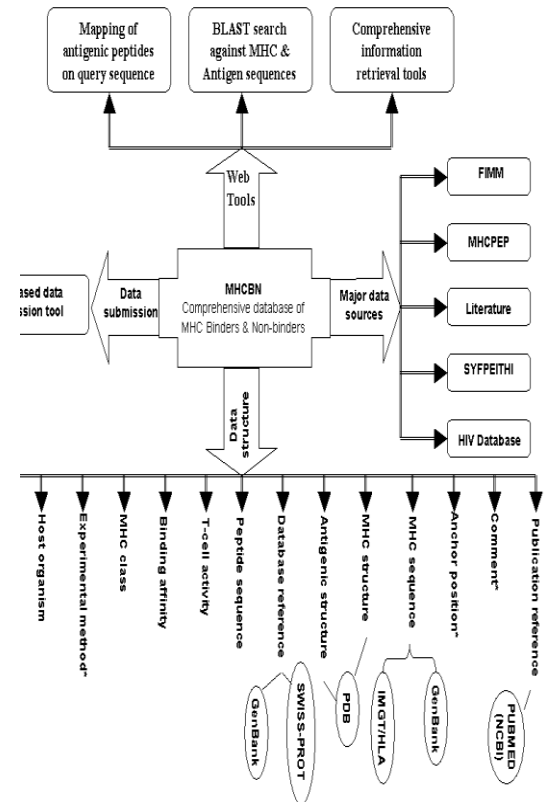 Mapping of
antigenic peptides
on query sequence
BLAST search
against MHC &
Antigen sequences
Comprehensive
information
retrieval tools
Web
Tools
FIMM
MHCPEP
Literature
SYFPEITHI
HIV Database
MHCBN
Comprehensive database of
MHC Binders & Non-binders
Major data
sources
Data
submission
ased data
ssion tool
Data
structure
Host organism
Experimental method*
MHC class
Binding affinity
T-cell activity
Peptide sequence
Database reference
Antigenic structure
MHC structure
MHC sequence
Anchor position*
Comment*
Publication reference
GenBank
SWISS-PROT
PDB
IMGT/HLA
GenBank
PUBMED
(NCBI)